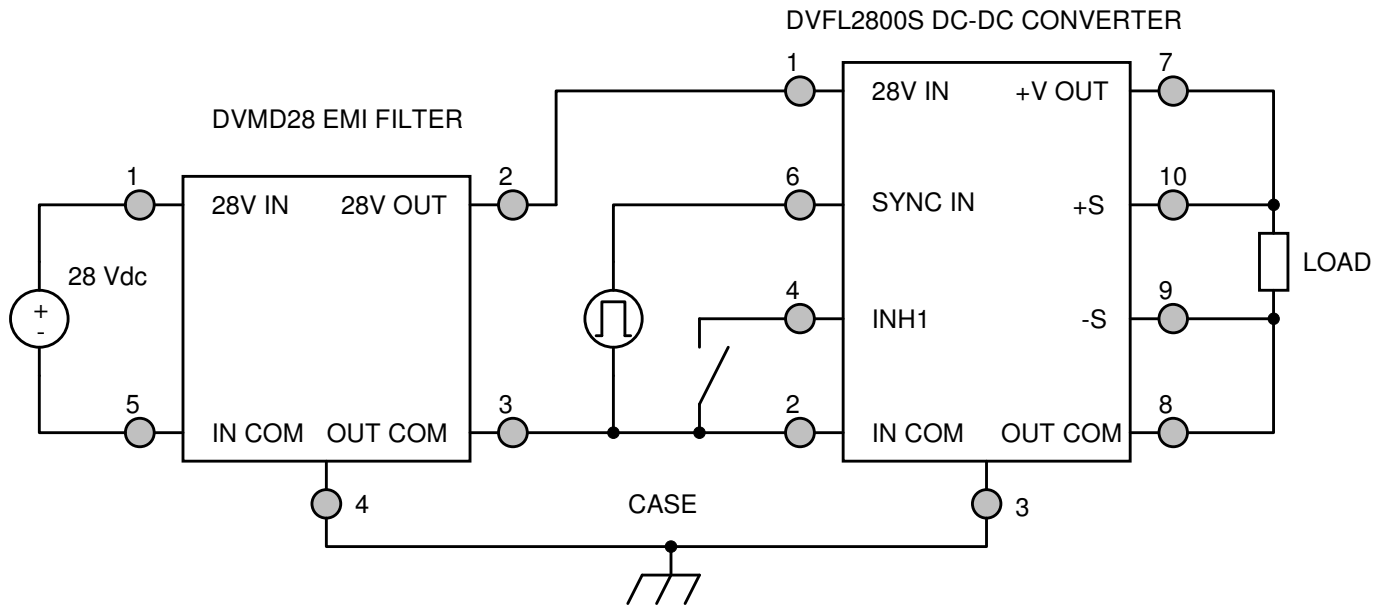 DVFL2800S DC-DC CONVERTER
1
7
28V IN
+V OUT
DVMD28 EMI FILTER
1
2
6
10
28V IN
28V OUT
SYNC IN
+S
28 Vdc
LOAD
+
-
4
9
INH1
-S
5
3
2
8
IN COM
OUT COM
IN COM
OUT COM
4
CASE
3